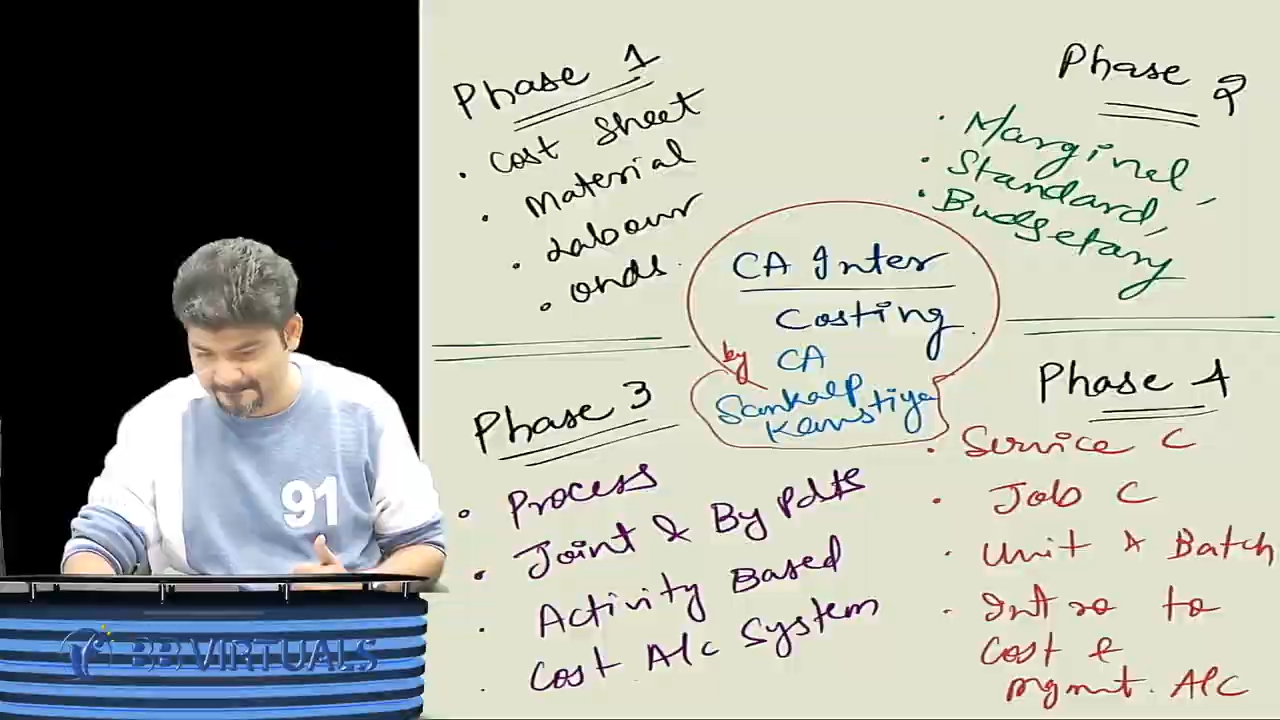 Phase 1
• Cost Sheet
• Material
• Labour
• OHds.
Phase 2
• Marginal,
• Standard,
• Budgetary
CA Inter
Costing
by CA
Sankalp
Kanstiya
Phase 3
• Process
• Joint & By Pdts
• Activity Based
• Cost A/c System
Phase 4
• Service C
• Job C
• Unit & Batch
• Intro to
Cost &
Mgmt. A/C
91
BB VIRTUALS